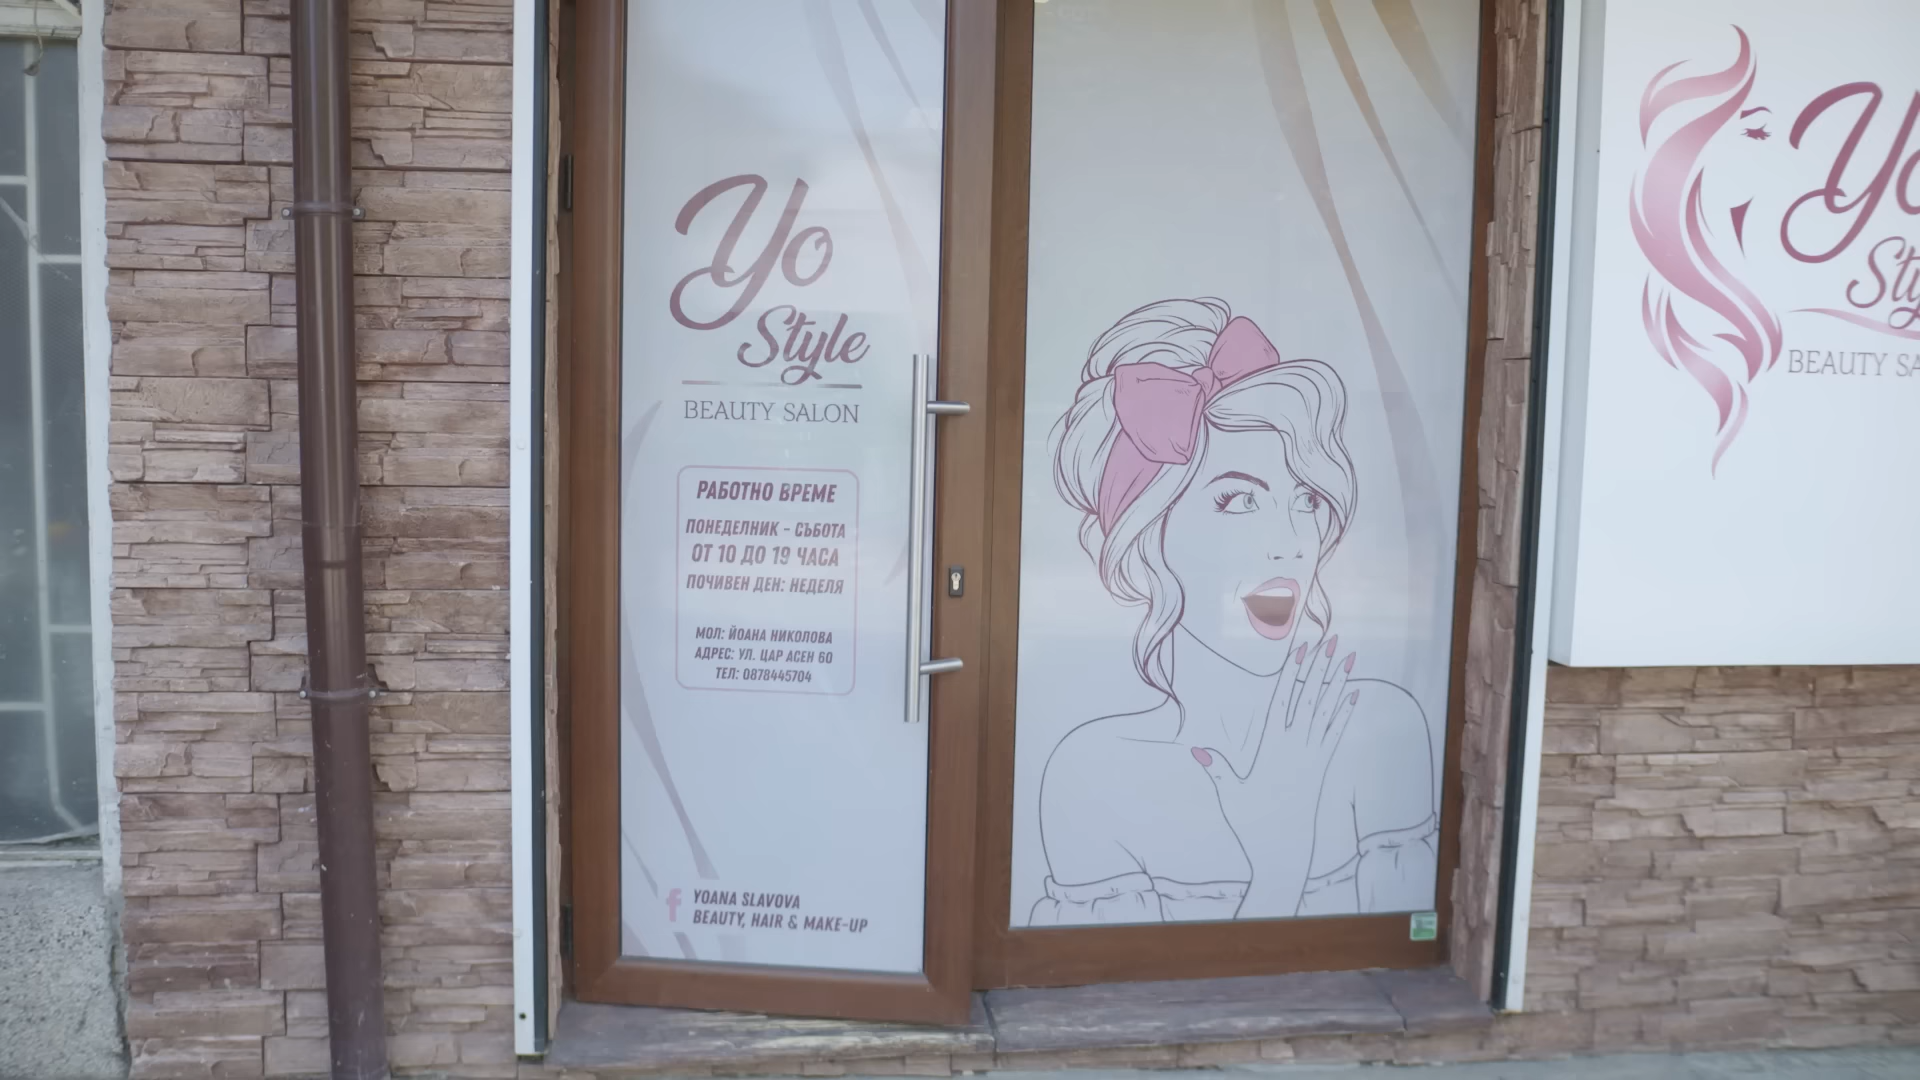 Yo
Style
BEAUTY SALON
РАБОТНО ВРЕМЕ
ПОНЕДЕЛНИК - СЪБОТА
ОТ 10 ДО 19 ЧАСА
ПОЧИВЕН ДЕН: НЕДЕЛЯ
МОЛ: ЙОАНА НИКОЛОВА
АДРЕС: УЛ. ЦАР АСЕН 60
ТЕЛ: 0878445704
f YOANA SLAVOVA
BEAUTY, HAIR & MAKE-UP
Yo
Sty
BEAUTY SA